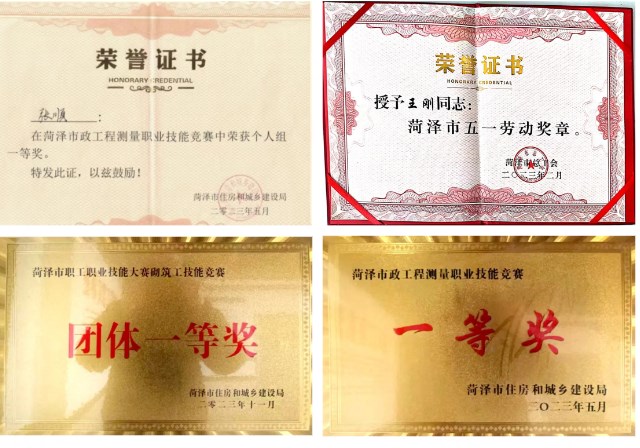 荣誉证书
HONORARY CREDENTIAL
张顺:
在菏泽市政工程测量职业技能竞赛中荣获个人组
一等奖。
特发此证，以兹鼓励！
菏泽市住房和城乡建设局
二零二三年五月
荣誉证书
HONORARY CREDENTIAL
授予王刚同志：
菏泽市五一劳动奖章。
菏泽市总工会
二〇二三年二月
菏泽市职工职业技能大赛砌筑工技能竞赛
团体一等奖
菏泽市住房和城乡建设局
二零二三年十一月
菏泽市政工程测量职业技能竞赛
一等奖
菏泽市住房和城乡建设局
二〇二三年五月